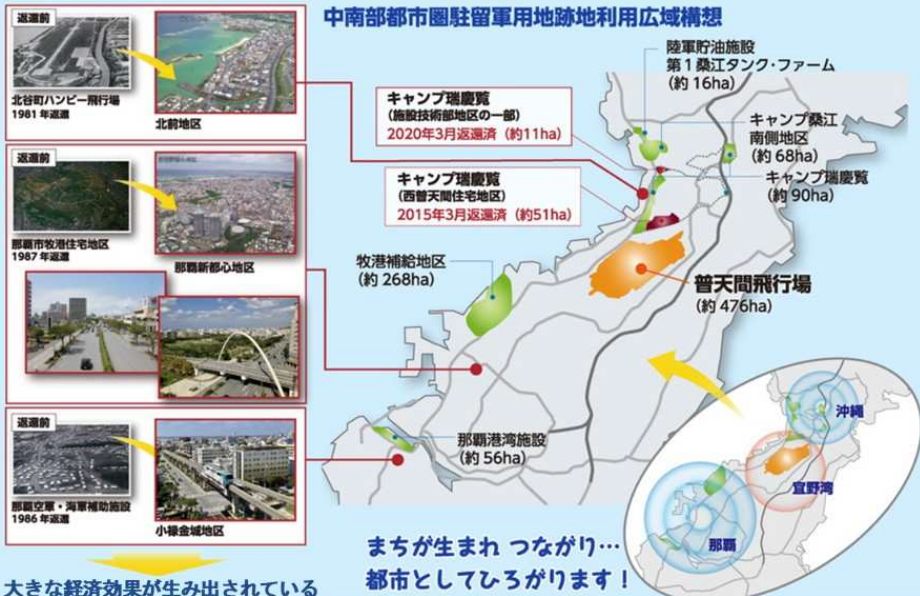 中南部都市圏駐留軍用地跡地利用広域構想
返還前
北谷町ハンビー飛行場
1981年返還
北前地区
返還前
那覇市牧港住宅地区
1987年返還
那覇新都心地区
返還前
那覇空軍・海軍補助施設
1986年返還
小禄金城地区
大きな経済効果が生み出されている
キャンプ瑞慶覧
(施設技術部地区の一部)
2020年3月返還済(約11ha)
キャンプ瑞慶覧
(西普天間住宅地区)
2015年3月返還済(約51ha)
陸軍貯油施設
第1桑江タンク・ファーム
(約16ha)
キャンプ桑江
南側地区
(約68ha)
キャンプ瑞慶覧
(約90ha)
牧港補給地区
(約268ha)
普天間飛行場
(約476ha)
那覇港湾施設
(約56ha)
沖縄
宜野湾
那覇
まちが生まれ つながり…
都市としてひろがります!